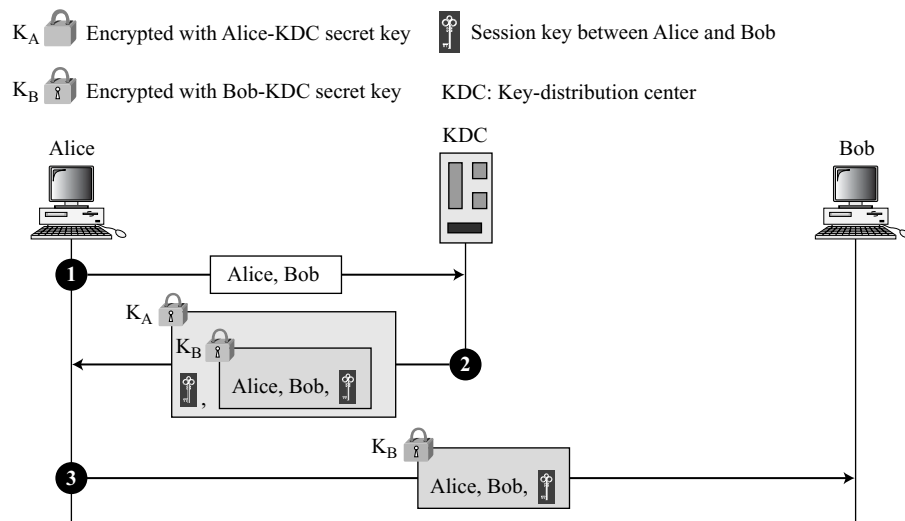 K_A Encrypted with Alice-KDC secret key Session key between Alice and Bob
K_B Encrypted with Bob-KDC secret key KDC: Key-distribution center
KDC
Alice Bob
1 Alice, Bob
K_A
K_B 2
, Alice, Bob,
K_B
3 Alice, Bob,